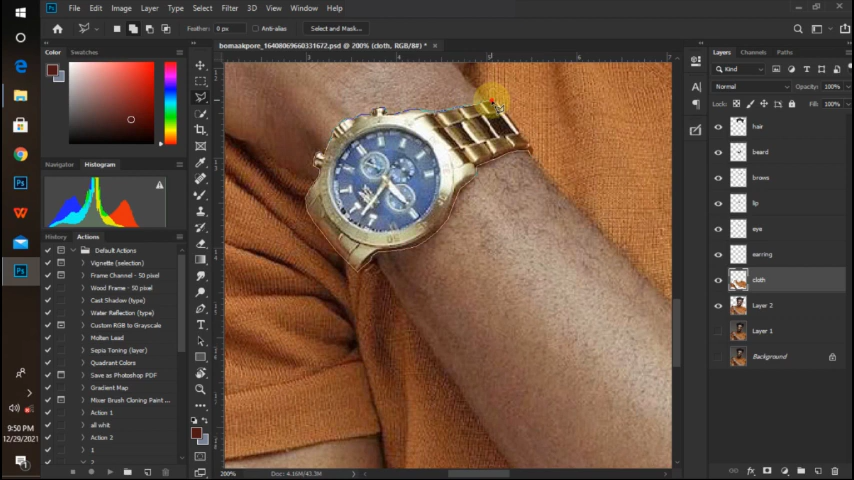 Ps File Edit Image Layer Type Select Filter 3D View Window Help
Feather: 0 px Anti-alias Select and Mask...
bomaakpore_16408069660331672.psd @ 200% (cloth, RGB/8#) *
Color Swatches
Navigator Histogram
History Actions
Default Actions
Vignette (selection)
Frame Channel - 50 pixel
Wood Frame - 50 pixel
Cast Shadow (type)
Water Reflection (type)
Custom RGB to Grayscale
Molten Lead
Sepia Toning (layer)
Quadrant Colors
Save as Photoshop PDF
Gradient Map
Mixer Brush Cloning Paint ...
Action 1
all whit
Action 2
1
2
200% Doc: 4.16M/43.3M
Layers Channels Paths
Kind
Normal Opacity: 100%
Lock: Fill: 100%
hair
beard
brows
lip
eye
earring
cloth
Layer 2
Layer 1
Background
9:50 PM
12/29/2021